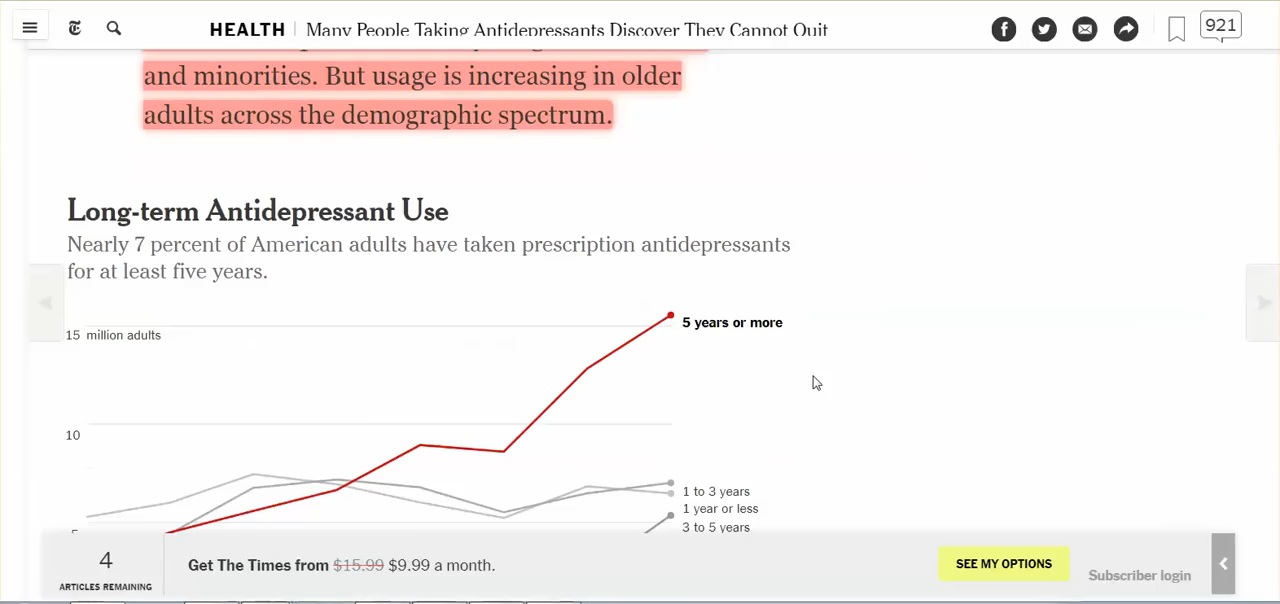 HEALTH | Many People Taking Antidepressants Discover They Cannot Quit
921
and minorities. But usage is increasing in older
adults across the demographic spectrum.
Long-term Antidepressant Use
Nearly 7 percent of American adults have taken prescription antidepressants
for at least five years.
15 million adults
5 years or more
10
1 to 3 years
1 year or less
3 to 5 years
4
ARTICLES REMAINING
Get The Times from $15.99 $9.99 a month.
SEE MY OPTIONS
Subscriber login